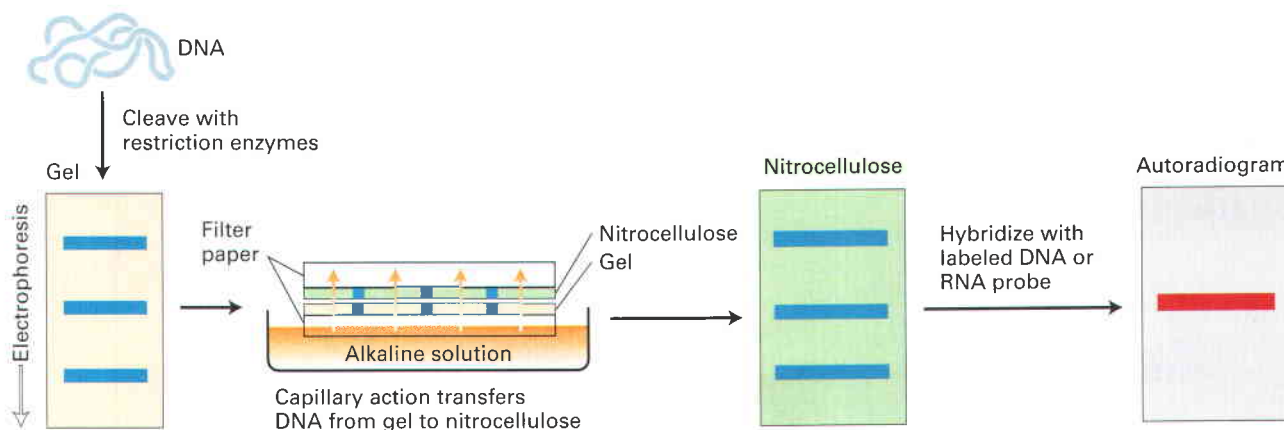 DNA
Cleave with
restriction enzymes
Gel
Electrophoresis
Filter
paper
Nitrocellulose
Gel
Alkaline solution
Capillary action transfers
DNA from gel to nitrocellulose
Nitrocellulose
Hybridize with
labeled DNA or
RNA probe
Autoradiogram